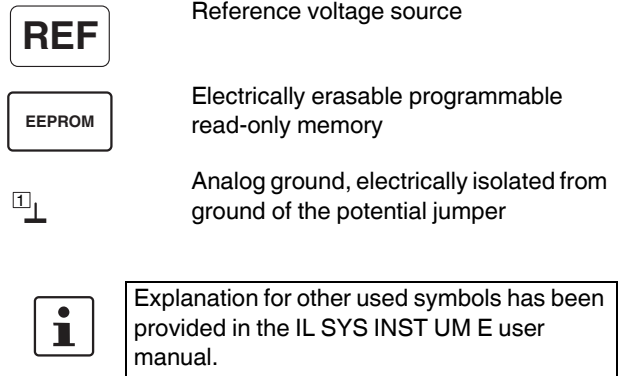 REF
Reference voltage source
EEPROM
Electrically erasable programmable
read-only memory
1
Analog ground, electrically isolated from
ground of the potential jumper
i
Explanation for other used symbols has been
provided in the IL SYS INST UM E user
manual.